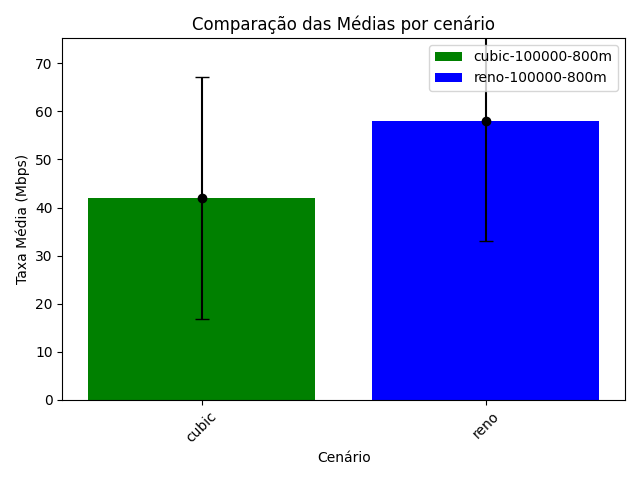 Comparação das Médias por cenário
cubic-100000-800m
reno-100000-800m
Taxa Média (Mbps)
70
60
50
40
30
20
10
0
cubic
reno
Cenário